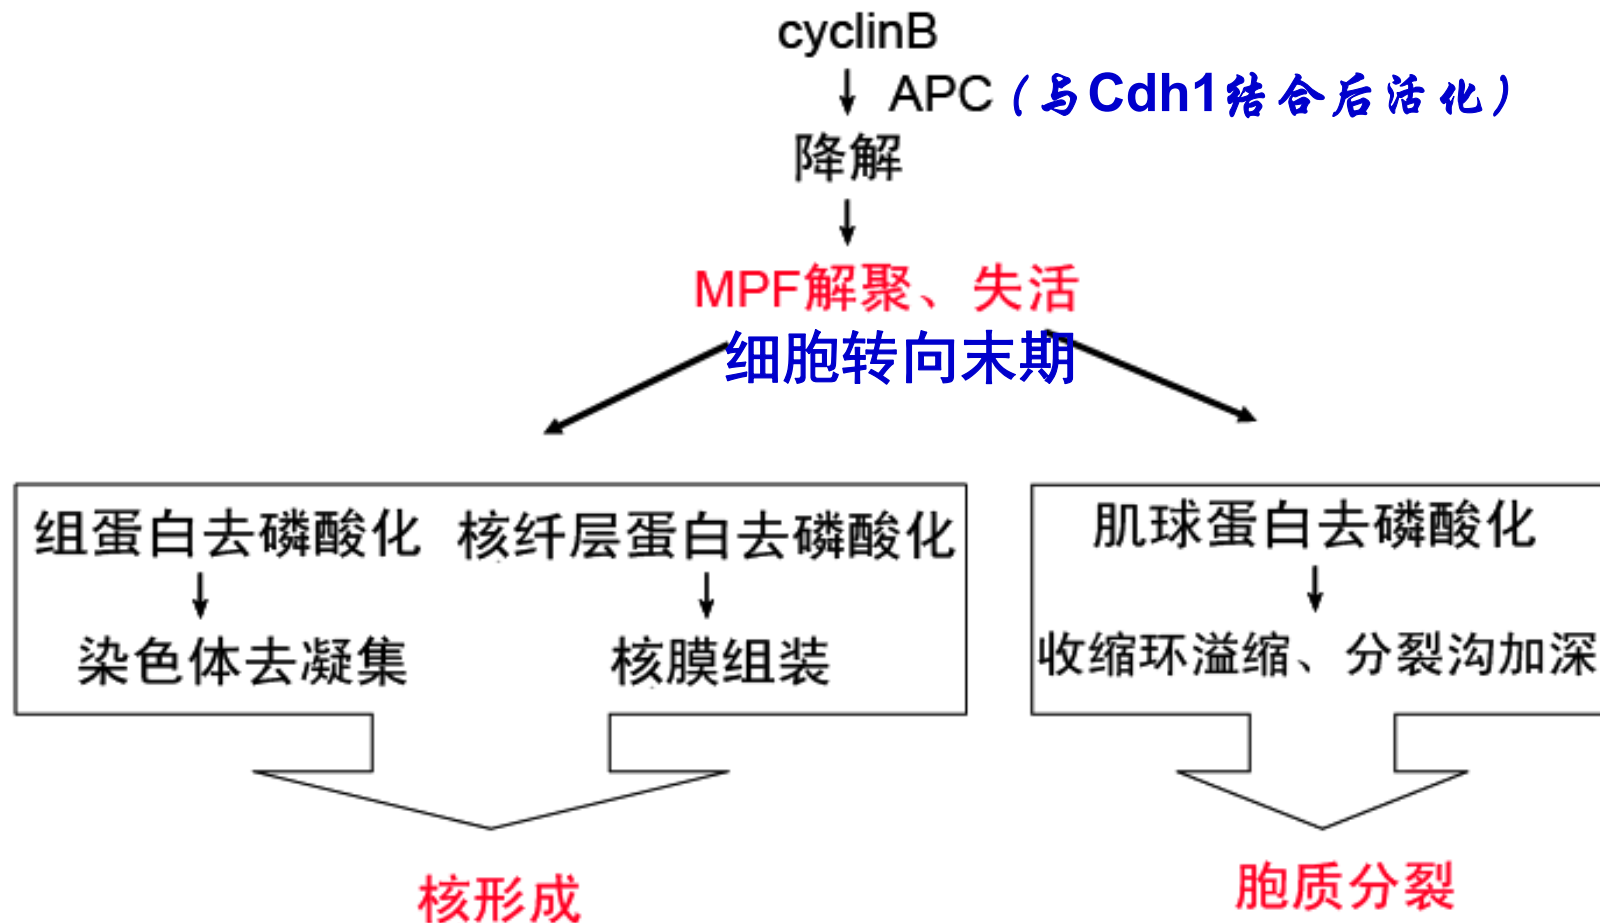 cyclinB
APC（与Cdh1结合后活化）
降解
MPF解聚、失活
细胞转向末期
组蛋白去磷酸化 核纤层蛋白去磷酸化
染色体去凝集 核膜组装
肌球蛋白去磷酸化
收缩环溢缩、分裂沟加深
核形成
胞质分裂